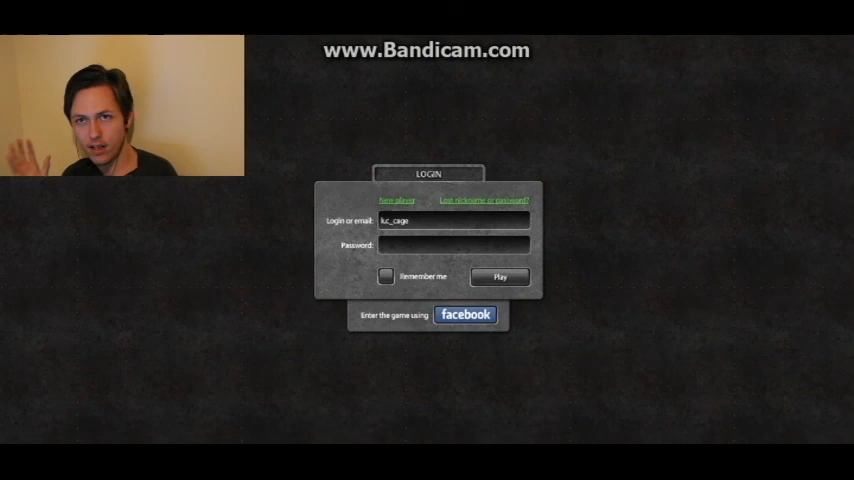 www.Bandicam.com
LOGIN
New player Lost nickname or password?
Login or email: luc_cage
Password:
Remember me Play
Enter the game using facebook